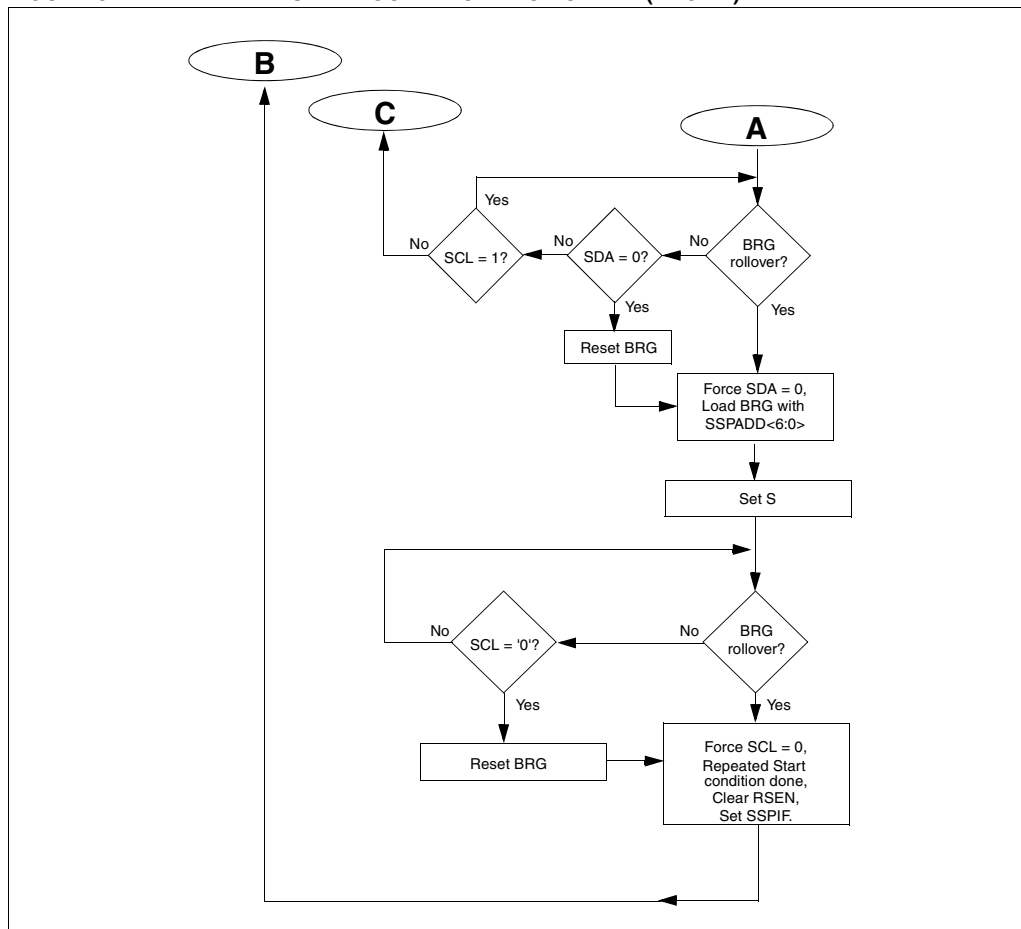 B
C
A
Yes
No
SCL = 1?
No
SDA = 0?
No
BRG
rollover?
Yes
Yes
Reset BRG
Force SDA = 0,
Load BRG with
SSPADD<6:0>
Set S
No
SCL = '0'?
No
BRG
rollover?
Yes
Yes
Reset BRG
Force SCL = 0,
Repeated Start
condition done,
Clear RSEN,
Set SSPIF.